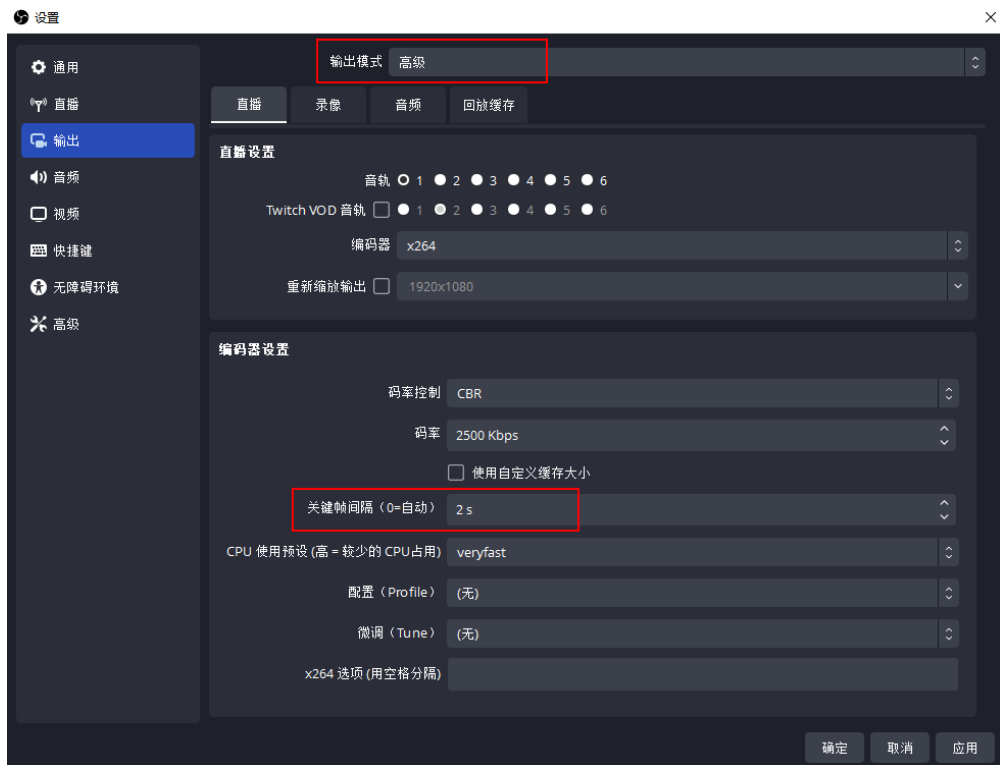 设置
输出模式 高级
通用
直播
输出
音频
视频
快捷键
无障碍环境
高级
直播 录像 音频 回放缓存
直播设置
音轨 1 2 3 4 5 6
Twitch VOD 音轨 1 2 3 4 5 6
编码器 x264
重新缩放输出 1920x1080
编码器设置
码率控制 CBR
码率 2500 Kbps
使用自定义缓存大小
关键帧间隔（0=自动） 2 s
CPU 使用预设 (高 = 较少的 CPU占用) veryfast
配置（Profile） (无)
微调（Tune） (无)
x264 选项 (用空格分隔)
确定 取消 应用